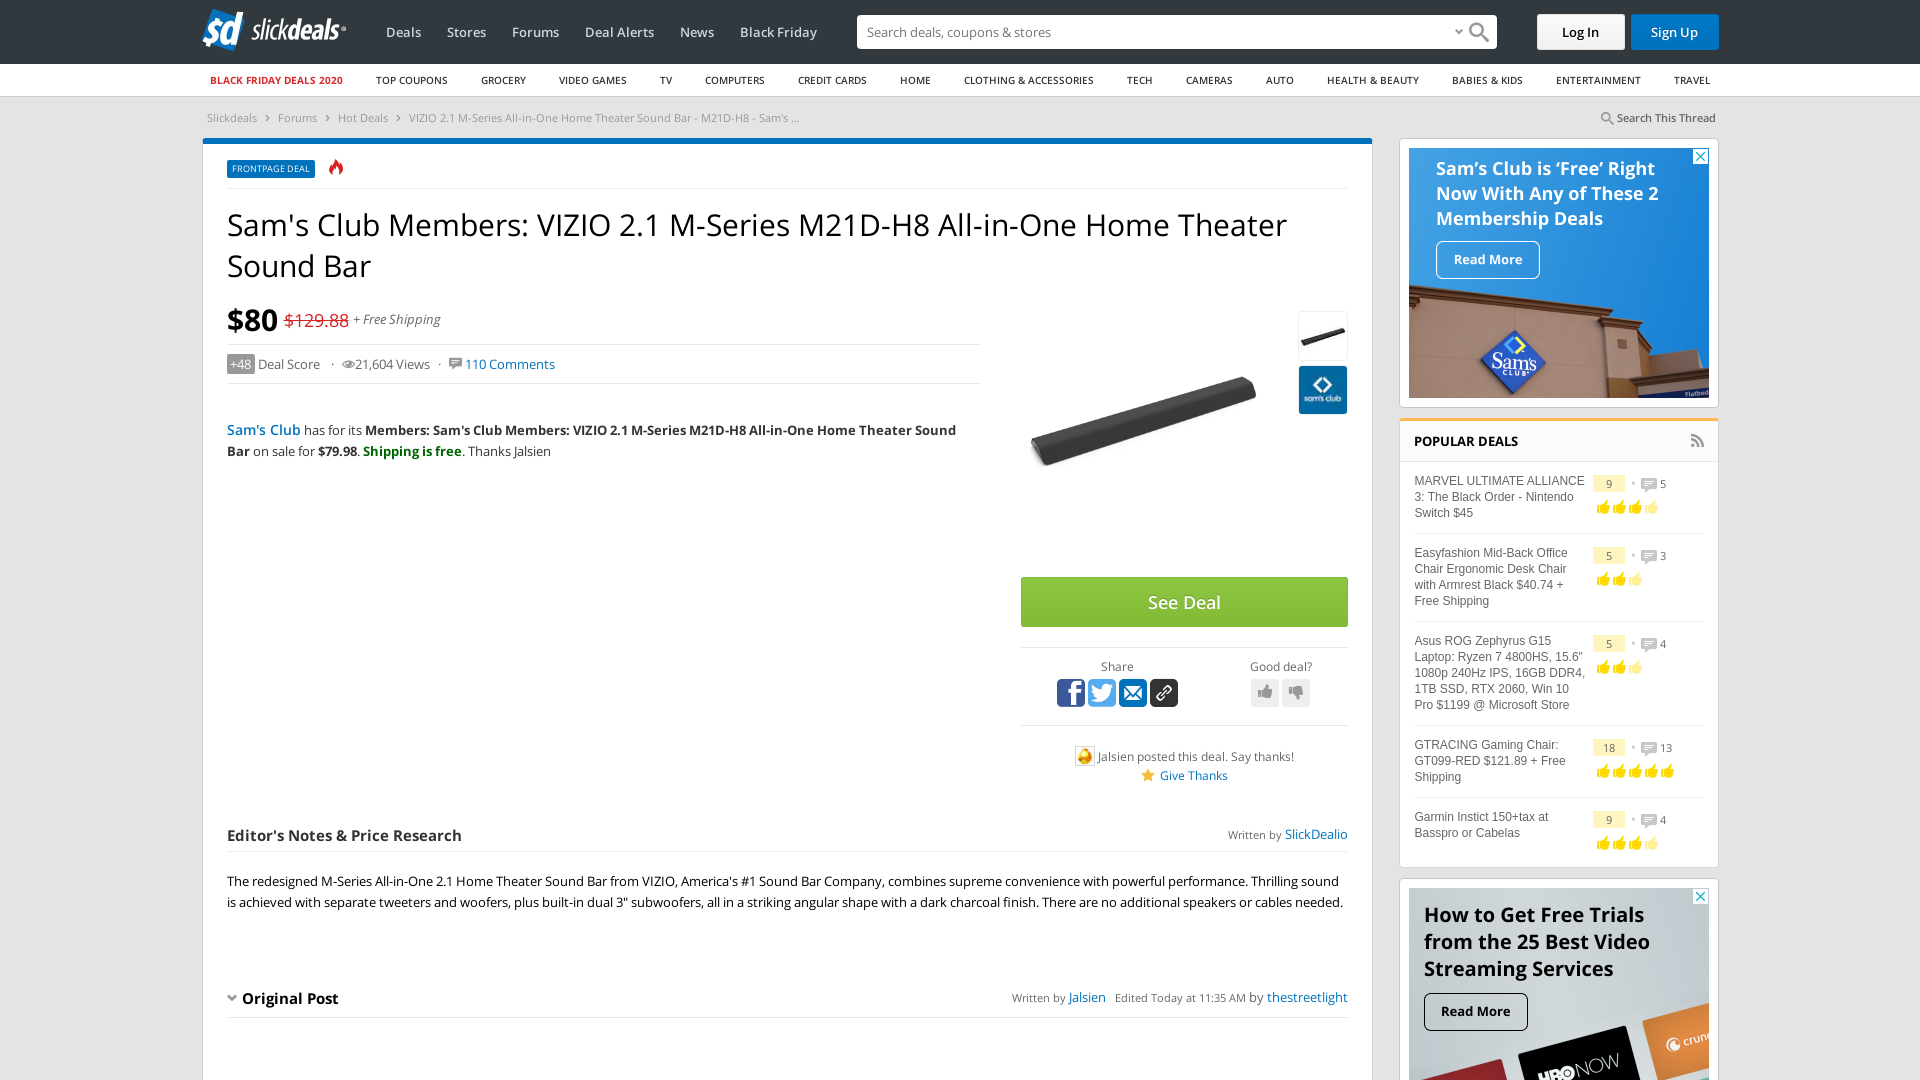 sd slickdeals
Deals Stores Forums Deal Alerts News Black Friday
Search deals, coupons & shops
Log In Sign Up
BLACK FRIDAY DEALS 2020 TOP COUPONS GROCERY VIDEO GAMES TV COMPUTERS CREDIT CARDS HOME CLOTHING & ACCESSORIES TECH CAMERAS AUTO HEALTH & BEAUTY BABIES & KIDS ENTERTAINMENT TRAVEL
Slickdeals > Forums > Hot Deals > VIZIO 2.1 M-Series All-in-One Home Theater Sound Bar - M21D-H8 - Sam's ...
Search This Thread
FRONTPAGE DEAL
Sam's Club Members: VIZIO 2.1 M-Series M21D-H8 All-in-One Home Theater
Sound Bar
$80 $129.88 + Free Shipping
+48 Deal Score · 21,604 Views · 110 Comments
Sam's Club has for its Members: Sam's Club Members: VIZIO 2.1 M-Series M21D-H8 All-in-One Home Theater Sound
Bar on sale for $79.98. Shipping is free. Thanks Jalsien
sam's club
See Deal
Share
Good deal?
Jalsien posted this deal. Say thanks!
Give Thanks
Editor's Notes & Price Research
Written by SlickDealio
The redesigned M-Series All-in-One 2.1 Home Theater Sound Bar from VIZIO, America's #1 Sound Bar Company, combines supreme convenience with powerful performance. Thrilling sound
is achieved with separate tweeters and woofers, plus built-in dual 3" subwoofers, all in a striking angular shape with a dark charcoal finish. There are no additional speakers or cables needed.
Original Post
Written by Jalsien Edited Today at 11:35 AM by thestreetlight
Sam's Club is 'Free' Right
Now With Any of These 2
Membership Deals
Read More
Sam's
CLUB
Flatbed
POPULAR DEALS
MARVEL ULTIMATE ALLIANCE
3: The Black Order - Nintendo
Switch $45
9 • 5
Easyfashion Mid-Back Office
Chair Ergonomic Desk Chair
with Armrest Black $40.74 +
Free Shipping
5 • 3
Asus ROG Zephyrus G15
Laptop: Ryzen 7 4800HS, 15.6"
1080p 240Hz IPS, 16GB DDR4,
1TB SSD, RTX 2060, Win 10
Pro $1199 @ Microsoft Store
5 • 4
GTRACING Gaming Chair:
GT099-RED $121.89 + Free
Shipping
18 • 13
Garmin Instict 150+tax at
Basspro or Cabelas
9 • 4
How to Get Free Trials
from the 25 Best Video
Streaming Services
Read More
HBO NOW
crunc